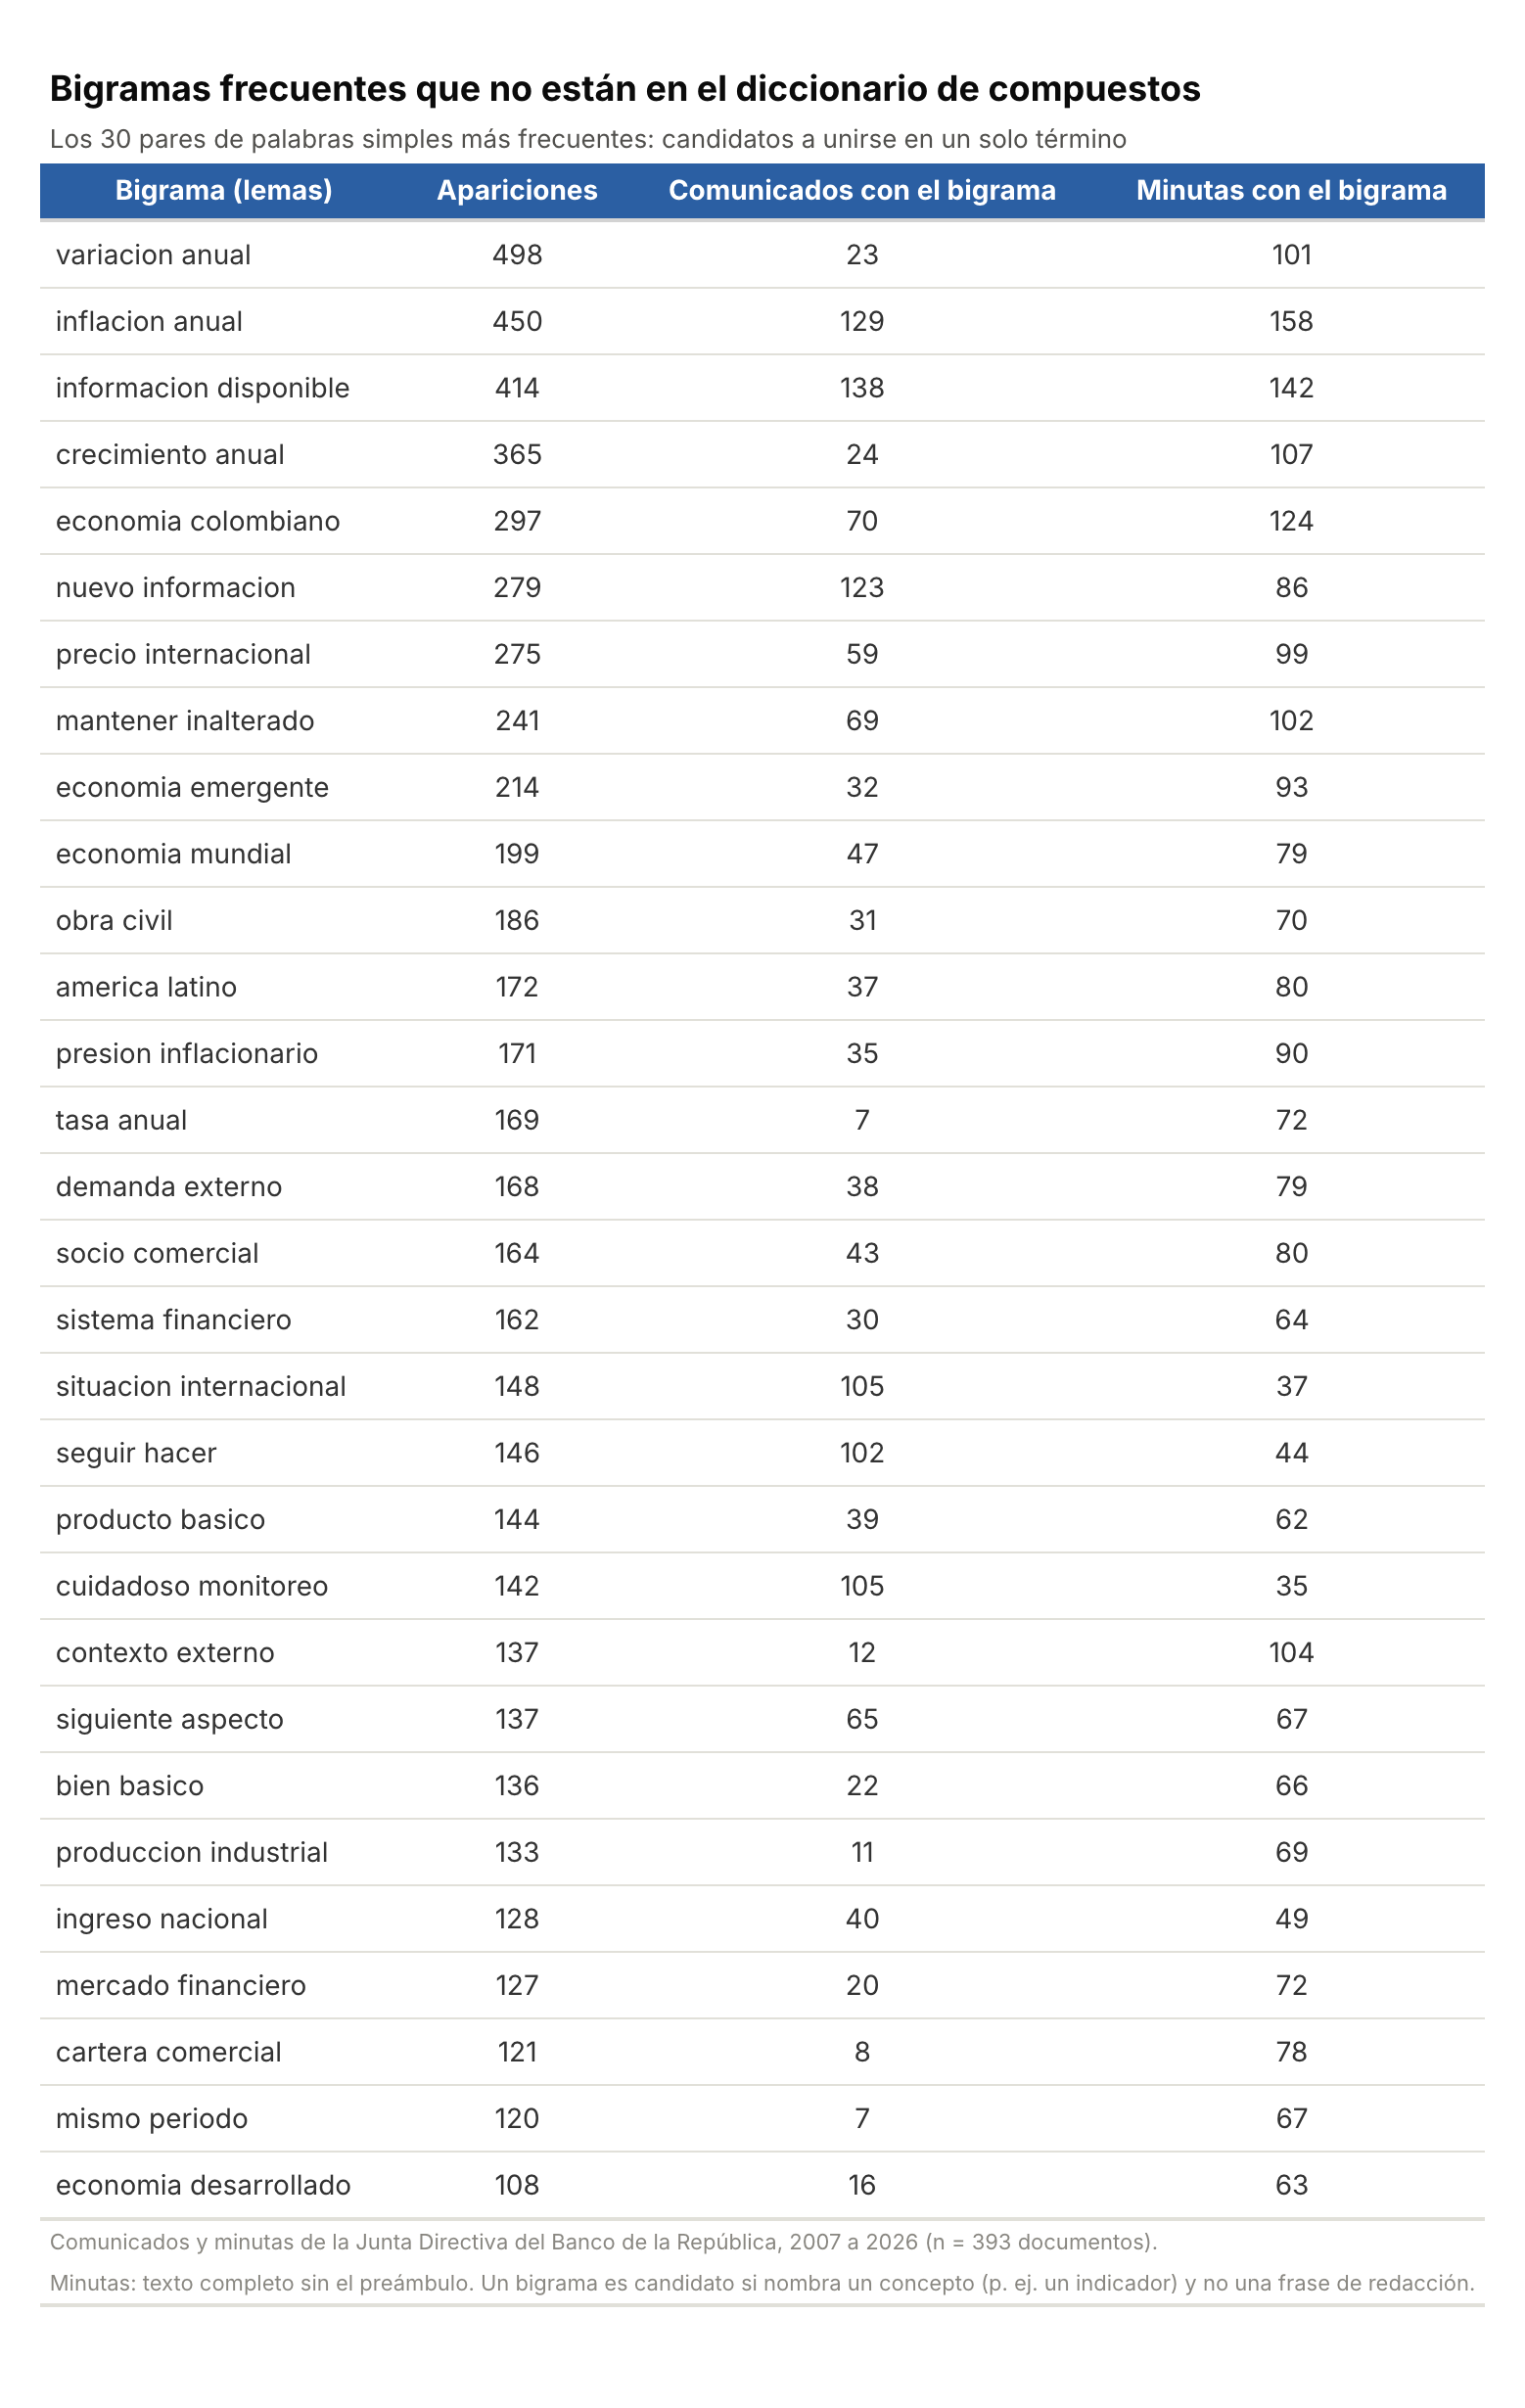 Bigramas frecuentes que no están en el diccionario de compuestos
Los 30 pares de palabras simples más frecuentes: candidatos a unirse en un solo término
Bigrama (lemas) Apariciones Comunicados con el bigrama Minutas con el bigrama
variacion anual 498 23 101
inflacion anual 450 129 158
informacion disponible 414 138 142
crecimiento anual 365 24 107
economia colombiano 297 70 124
nuevo informacion 279 123 86
precio internacional 275 59 99
mantener inalterado 241 69 102
economia emergente 214 32 93
economia mundial 199 47 79
obra civil 186 31 70
america latino 172 37 80
presion inflacionario 171 35 90
tasa anual 169 7 72
demanda externo 168 38 79
socio comercial 164 43 80
sistema financiero 162 30 64
situacion internacional 148 105 37
seguir hacer 146 102 44
producto basico 144 39 62
cuidadoso monitoreo 142 105 35
contexto externo 137 12 104
siguiente aspecto 137 65 67
bien basico 136 22 66
produccion industrial 133 11 69
ingreso nacional 128 40 49
mercado financiero 127 20 72
cartera comercial 121 8 78
mismo periodo 120 7 67
economia desarrollado 108 16 63
Comunicados y minutas de la Junta Directiva del Banco de la República, 2007 a 2026 (n = 393 documentos).
Minutas: texto completo sin el preámbulo. Un bigrama es candidato si nombra un concepto (p. ej. un indicador) y no una frase de redacción.